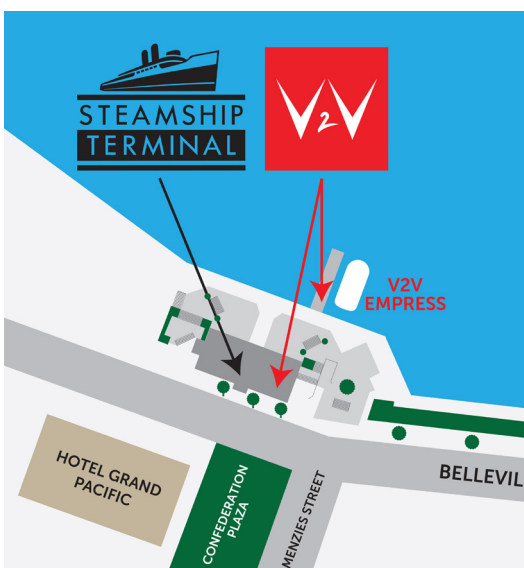 STEAMSHIP
TERMINAL
V2V
V2V
EMPRESS
HOTEL GRAND
PACIFIC
CONFEDERATION
PLAZA
MENZIES STREET
BELLEVIL